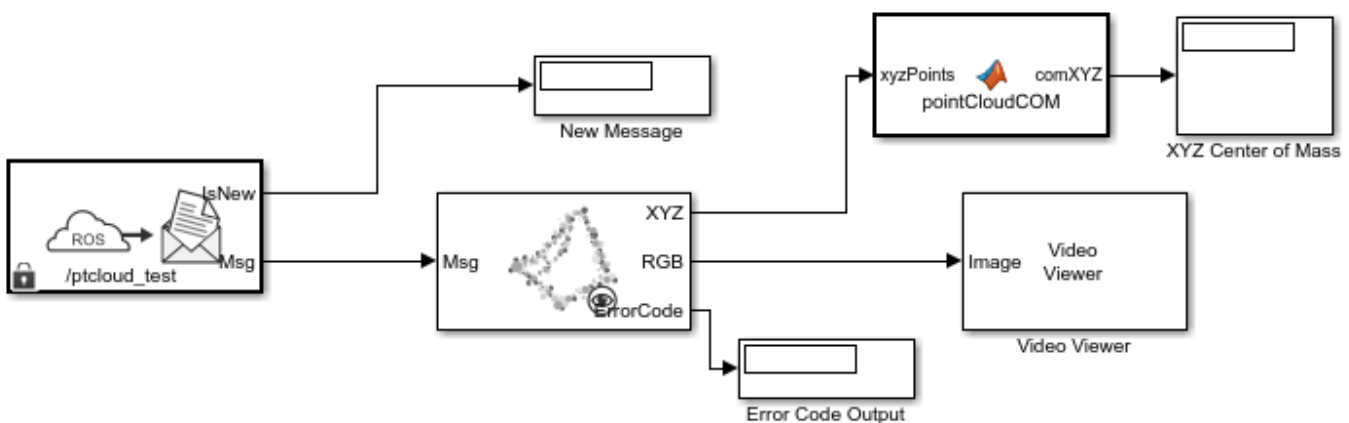 xyzPoints
comXYZ
pointCloudCOM
New Message
XYZ Center of Mass
IsNew
ROS
Msg
/ptcloud_test
Msg
XYZ
RGB
ErrorCode
Image
Video
Viewer
Video Viewer
Error Code Output